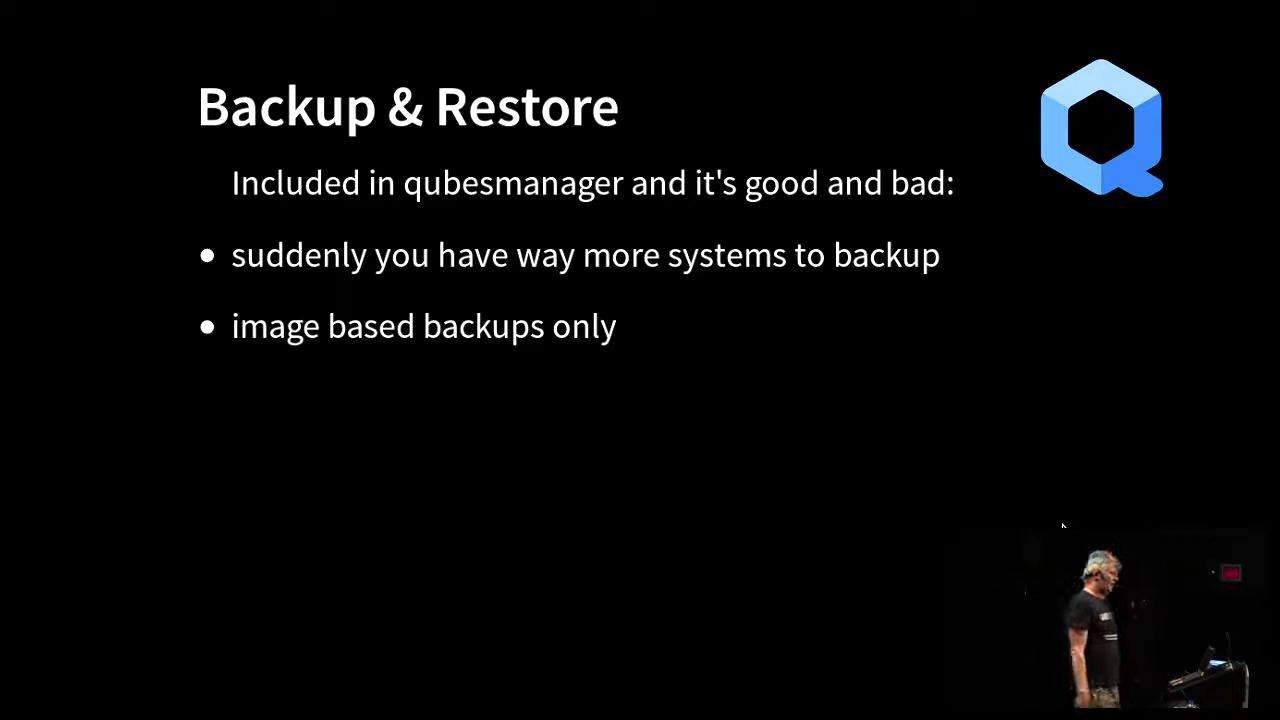 Backup & Restore
Included in qubesmanager and it's good and bad:
suddenly you have way more systems to backup
image based backups only